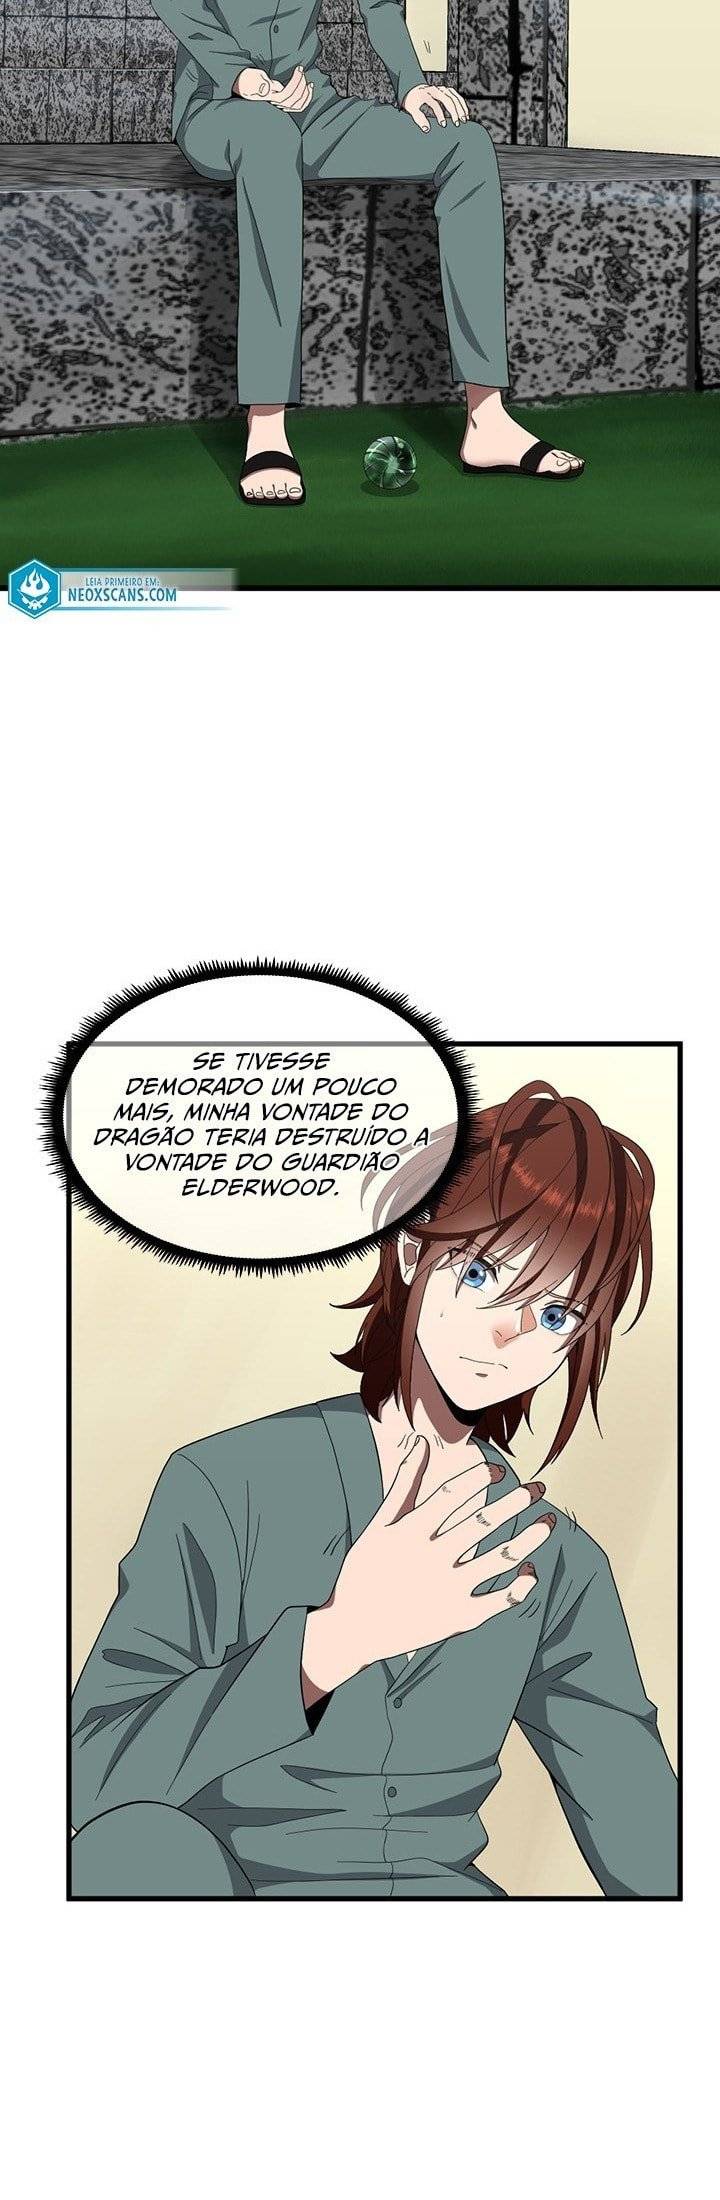 LEIA PRIMEIRO EM:
NEOXSCANS.COM
SE TIVESSE
DEMORADO UM POUCO
MAIS, MINHA VONTADE DO
DRAGÃO TERIA DESTRUÍDO A
VONTADE DO GUARDIÃO
ELDERWOOD.